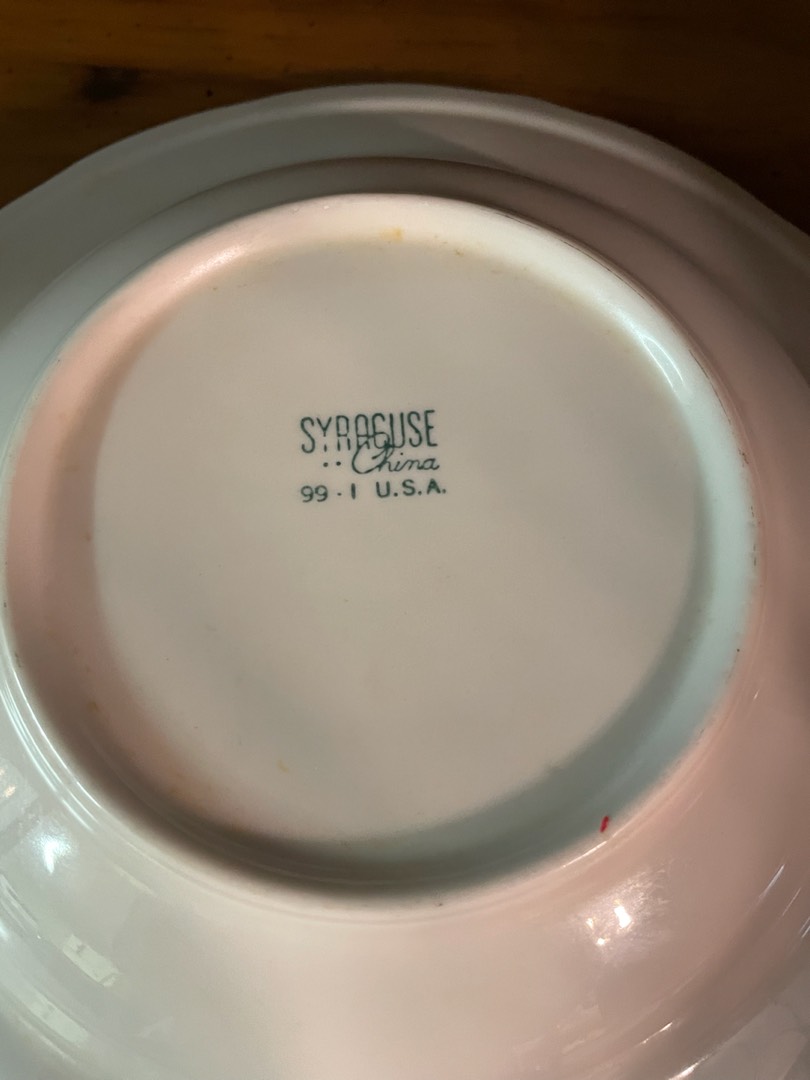 SYRACUSE
.. China
99 - I U.S.A.